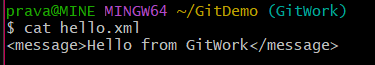 prava@MINE MINGW64 ~/GitDemo (GitWork)
$ cat hello.xml
<message>Hello from GitWork</message>